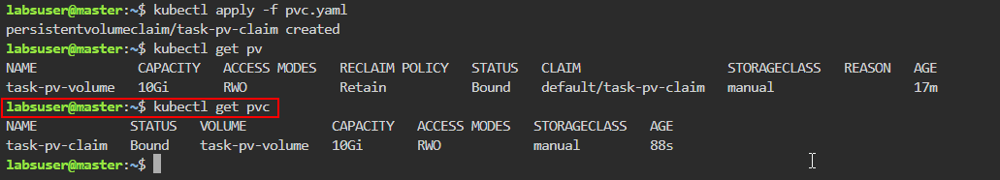 labsuser@master:~$ kubectl apply -f pvc.yaml
persistentvolumeclaim/task-pv-claim created
labsuser@master:~$ kubectl get pv
NAME CAPACITY ACCESS MODES RECLAIM POLICY STATUS CLAIM STORAGECLASS REASON AGE
task-pv-volume 10Gi RWO Retain Bound default/task-pv-claim manual 17m
labsuser@master:~$ kubectl get pvc
NAME STATUS VOLUME CAPACITY ACCESS MODES STORAGECLASS AGE
task-pv-claim Bound task-pv-volume 10Gi RWO manual 88s
labsuser@master:~$